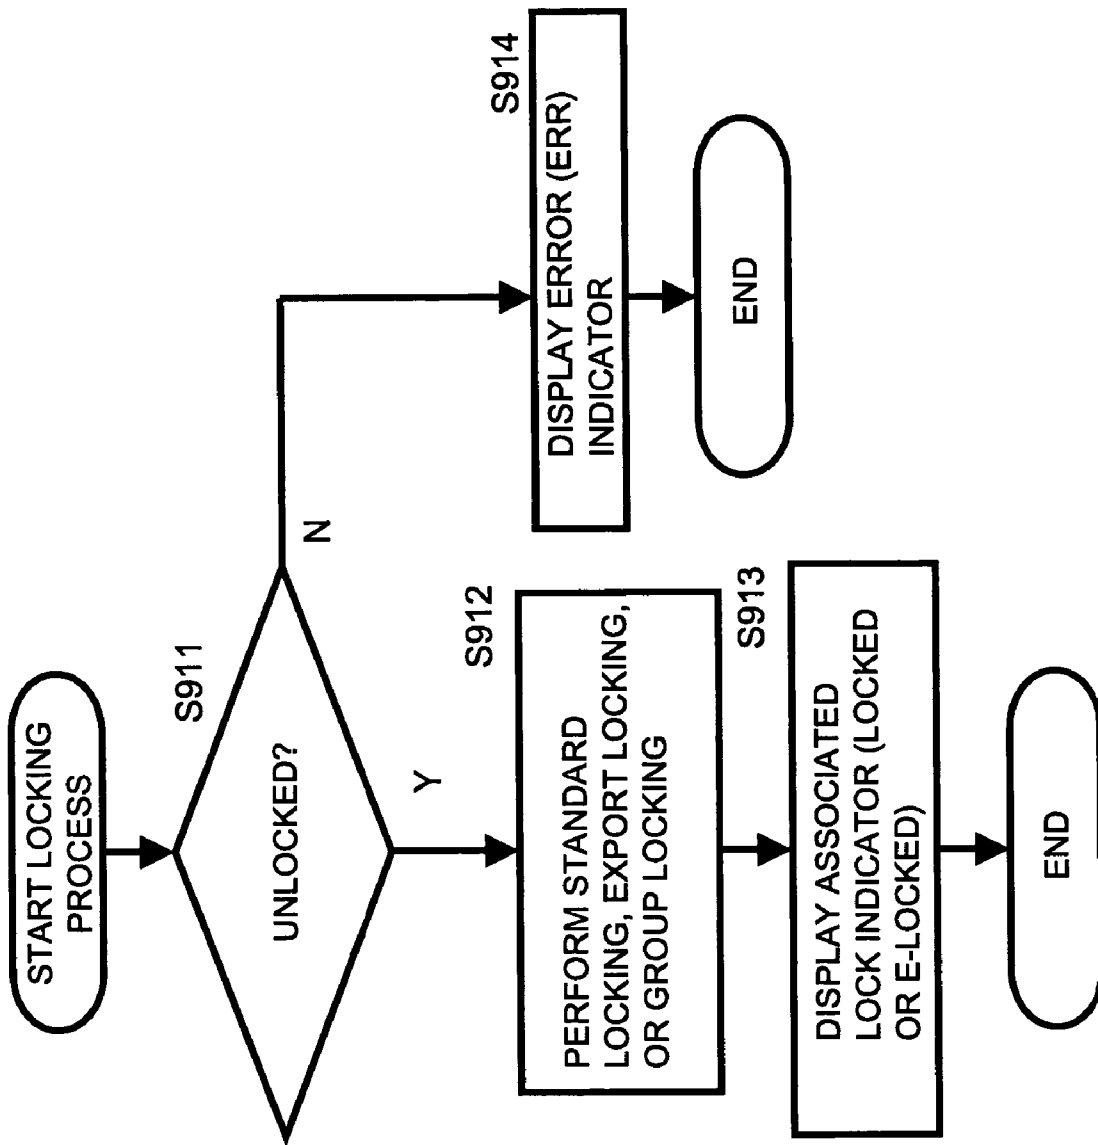 START LOCKING
PROCESS
S911
UNLOCKED?
N
Y
S912
PERFORM STANDARD
LOCKING, EXPORT LOCKING,
OR GROUP LOCKING
S913
DISPLAY ASSOCIATED
LOCK INDICATOR (LOCKED
OR E-LOCKED)
END
S914
DISPLAY ERROR (ERR)
INDICATOR
END